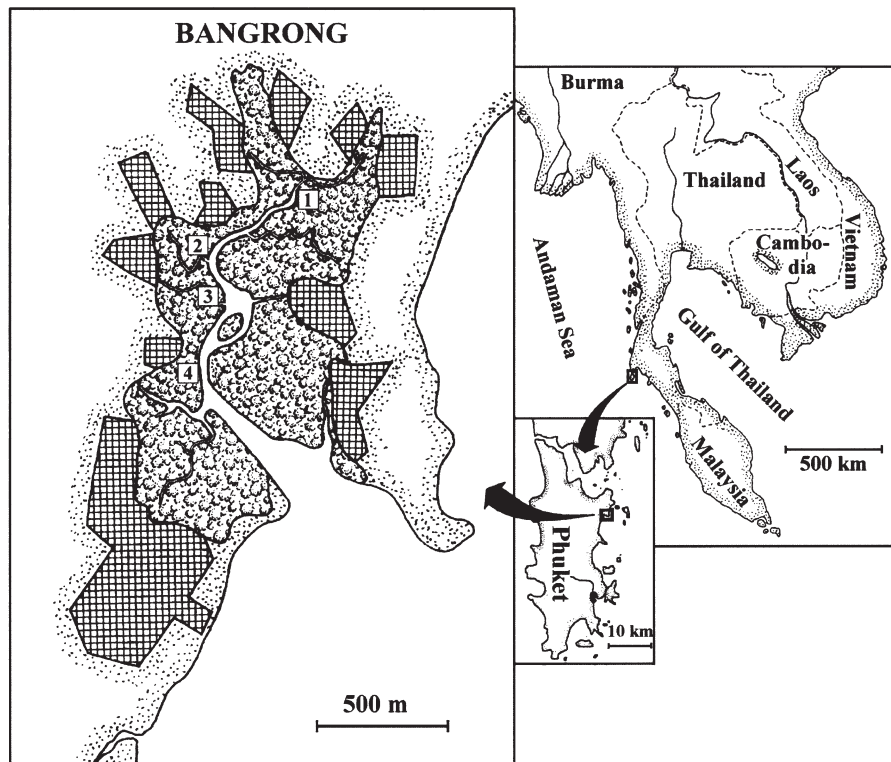 BANGRONG
1
2
3
4
500 m
Burma
Thailand
Laos
Vietnam
Cambo-
dia
Andaman Sea
Gulf of Thailand
Malaysia
500 km
Phuket
10 km